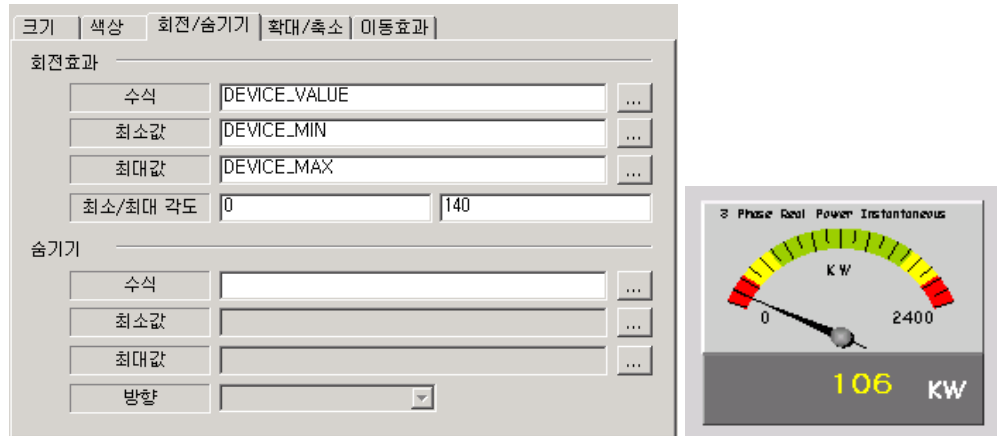 크기 색상 회전/숨기기 확대/축소 이동효과
회전효과
수식 DEVICE_VALUE ...
최소값 DEVICE_MIN ...
최대값 DEVICE_MAX ...
최소/최대 각도 0 140
숨기기
수식 ...
최소값 ...
최대값 ...
방향
3 Phase Real Power Instantaneous
KW
0 2400
106 KW